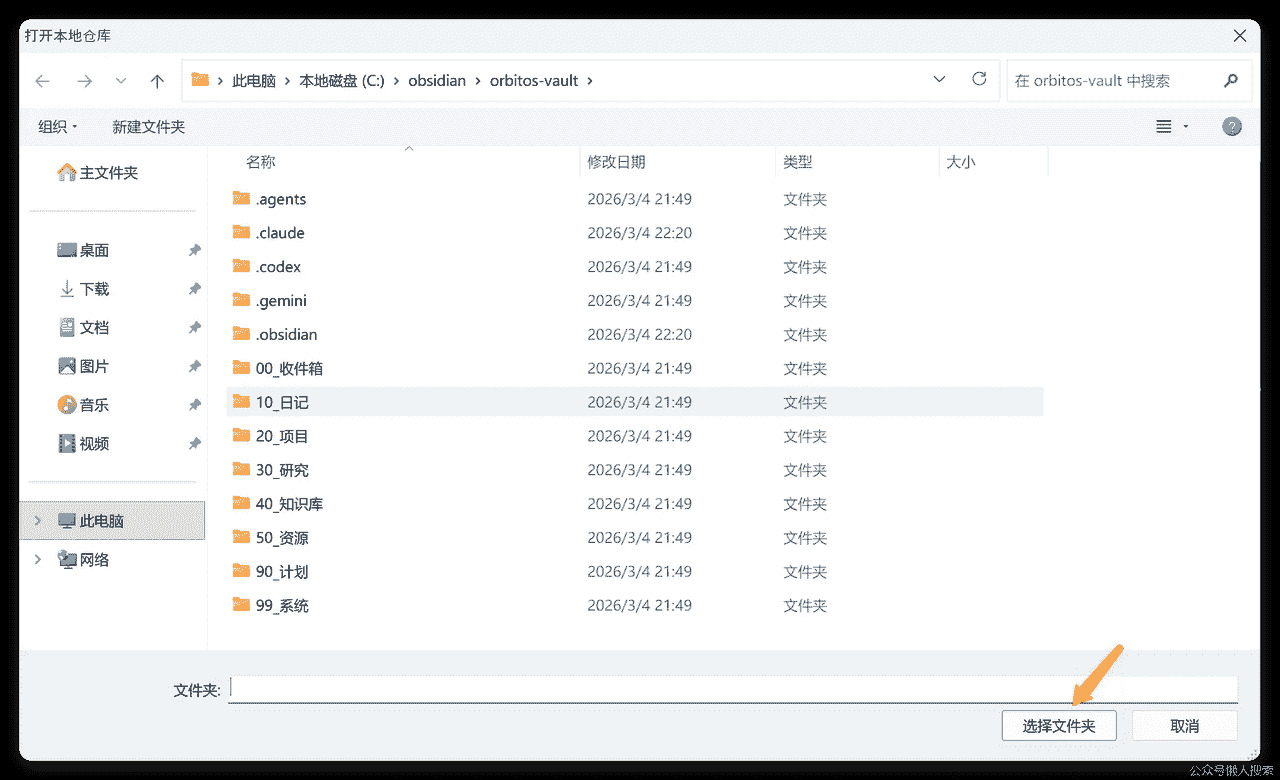 打开本地仓库
此电脑 › 本地磁盘 (C:) › obsidian › orbitos-vault ›
在 orbitos-vault 中搜索
组织 新建文件夹
主文件夹
桌面
下载
文档
图片
音乐
视频
此电脑
网络
名称 修改日期 类型 大小
.agents 2026/3/4 21:49 文件夹
.claude 2026/3/4 22:20 文件夹
.codex 2026/3/4 21:49 文件夹
.gemini 2026/3/4 21:49 文件夹
.obsidian 2026/3/4 22:20 文件夹
00_收件箱 2026/3/4 21:49 文件夹
10_日记 2026/3/4 21:49 文件夹
20_项目 2026/3/4 21:49 文件夹
30_研究 2026/3/4 21:49 文件夹
40_知识库 2026/3/4 21:49 文件夹
50_资源 2026/3/4 21:49 文件夹
90_计划 2026/3/4 21:49 文件夹
99_系统 2026/3/4 21:49 文件夹
文件夹:
选择文件夹 取消
公众号懒人搜索